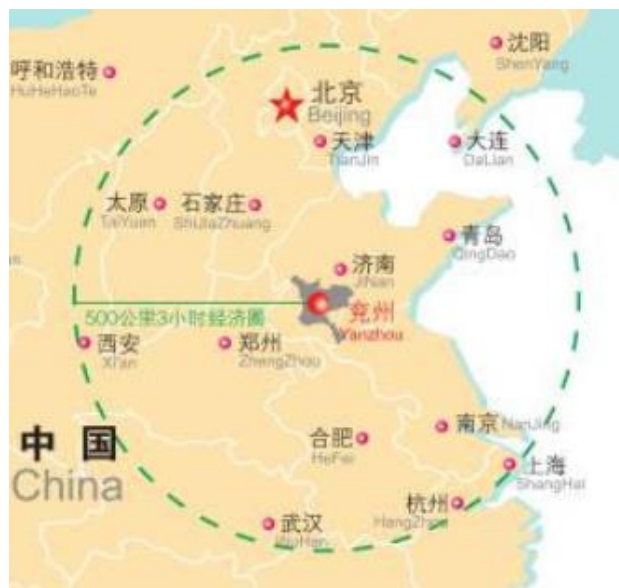 沈阳
ShenYang
呼和浩特
HuHeHaoTe
北京
Beijing
天津
TianJin
大连
DaLian
太原
TaiYuan
石家庄
ShiJiaZhuang
青岛
QingDao
济南
JiNan
兖州
Yanzhou
500公里3小时经济圈
西安
Xi'an
郑州
ZhengZhou
中国
China
合肥
HeFei
南京 NanJing
上海
ShangHai
杭州
HangZhou
武汉
WuHan